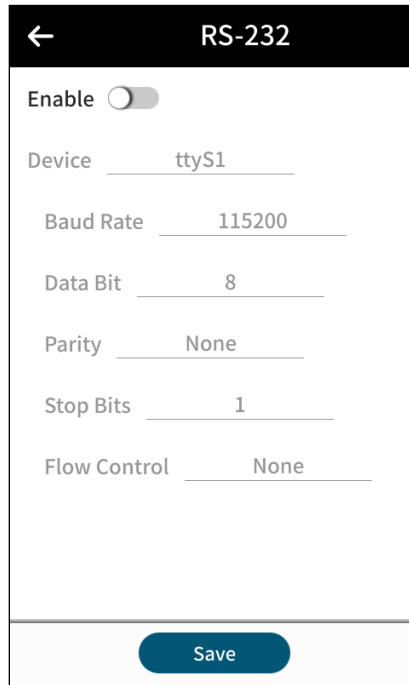 RS-232
Enable
Device ttyS1
Baud Rate 115200
Data Bit 8
Parity None
Stop Bits 1
Flow Control None
Save